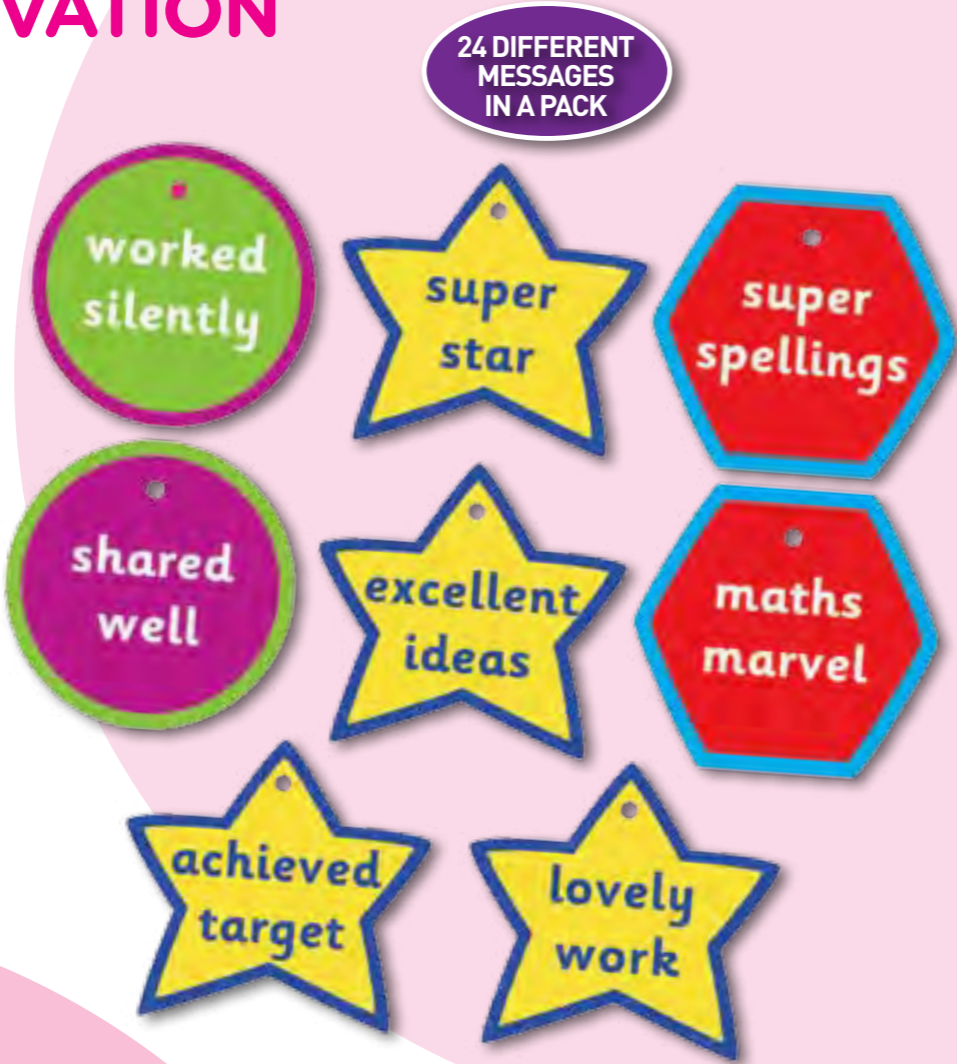 VATION
24 DIFFERENT
MESSAGES
IN A PACK
worked
silently
super
star
super
spellings
shared
well
excellent
ideas
maths
marvel
achieved
target
lovely
work